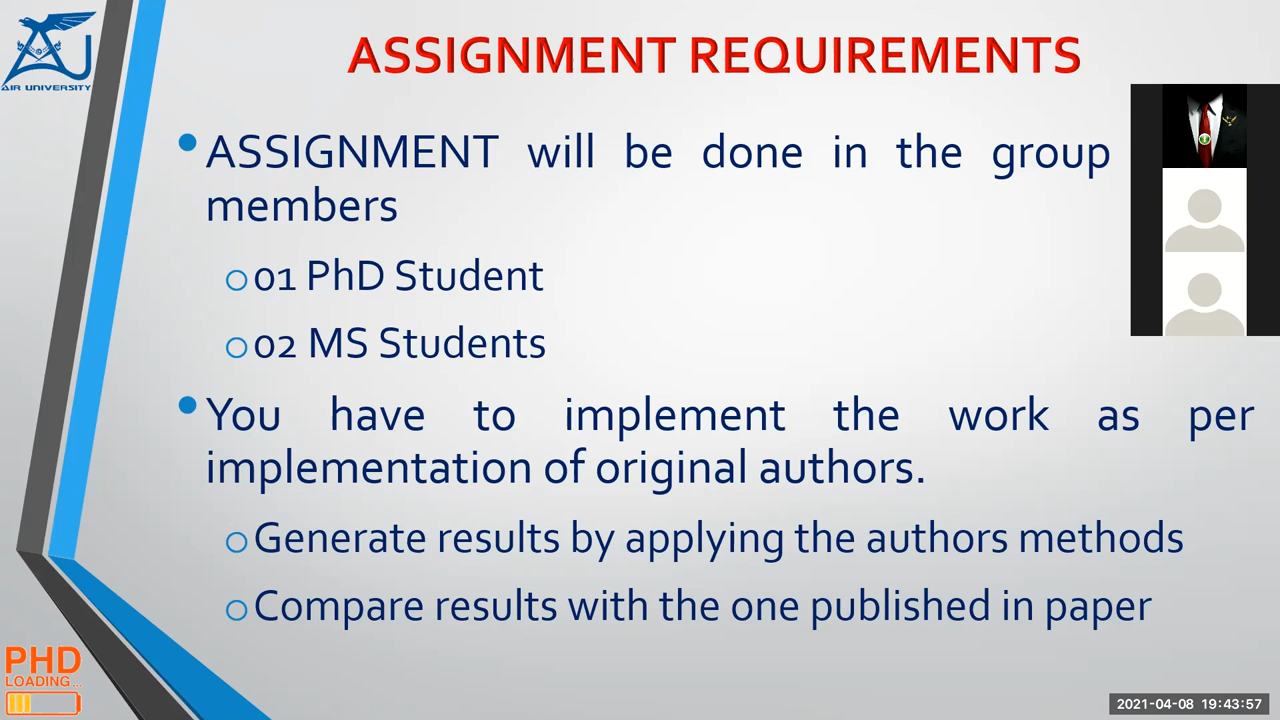 ASSIGNMENT REQUIREMENTS
AIR UNIVERSITY
• ASSIGNMENT will be done in the group
members
o 01 PhD Student
o 02 MS Students
• You have to implement the work as per
implementation of original authors.
o Generate results by applying the authors methods
o Compare results with the one published in paper
PHD
LOADING...
2021-04-08 19:43:57